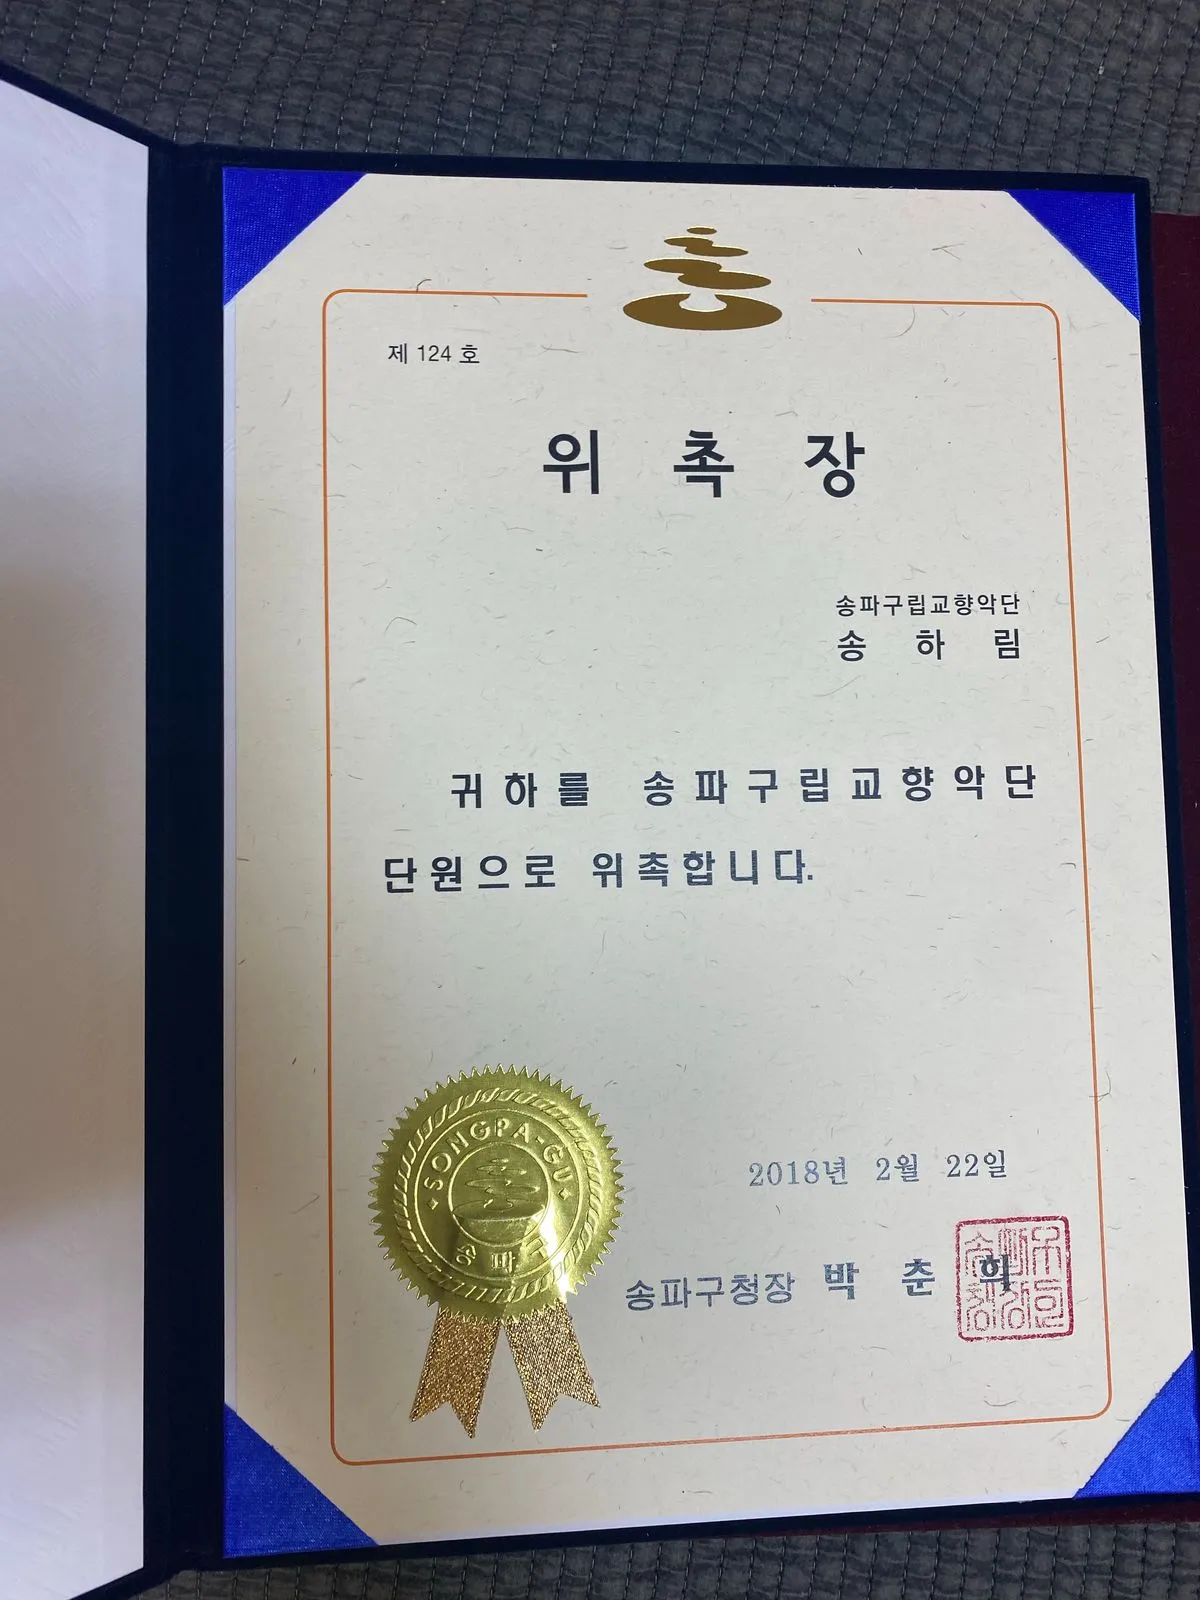 제 124 호
위 촉 장
송파구립교향악단
송 하 림
귀하를 송파구립교향악단
단원으로 위촉합니다.
2018년 2월 22일
송파구청장 박 춘 희
SONGPA-GU
송파구